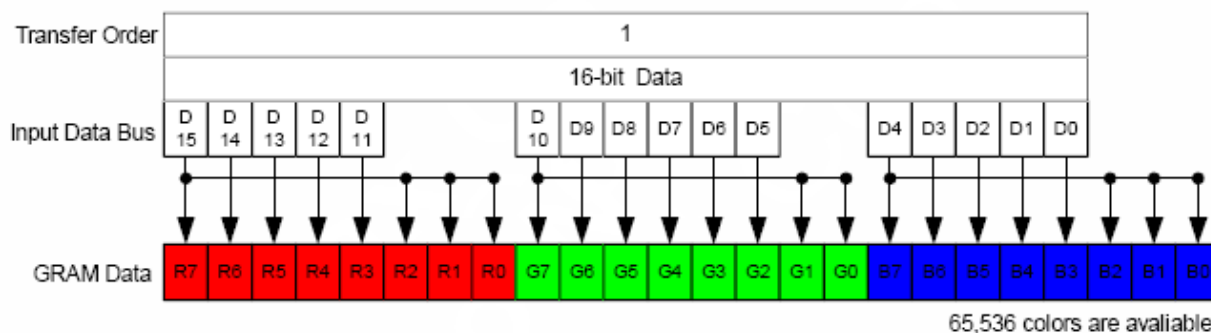 Transfer Order 1
16-bit Data
Input Data Bus D 15 D 14 D 13 D 12 D 11 D 10 D9 D8 D7 D6 D5 D4 D3 D2 D1 D0
GRAM Data R7 R6 R5 R4 R3 R2 R1 R0 G7 G6 G5 G4 G3 G2 G1 G0 B7 B6 B5 B4 B3 B2 B1 B0
65,536 colors are avaliable